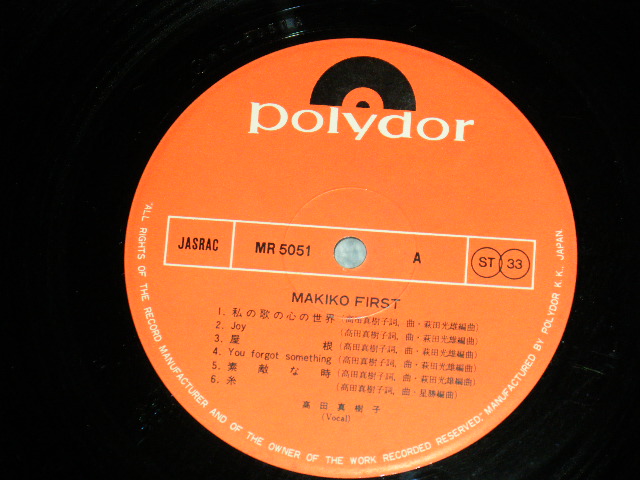 polydor
JASRAC
MR 5051
A
ST 33
MAKIKO FIRST
1. 私の歌の心の世界 (高田真樹子詞, 曲・萩田光雄編曲)
2. Joy (高田真樹子詞, 曲・萩田光雄編曲)
3. 屋根 (高田真樹子詞, 曲・萩田光雄編曲)
4. You forgot something (高田真樹子詞, 曲・萩田光雄編曲)
5. 素敵な時 (高田真樹子詞, 曲・萩田光雄編曲)
6. 糸 (高田真樹子詞, 曲・星勝編曲)
高田真樹子
(Vocal)
"ALL RIGHTS OF THE RECORD MANUFACTURER AND OF THE OWNER OF THE WORK RECORDED RESERVED." MANUFACTURED BY POLYDOR K.K., JAPAN.